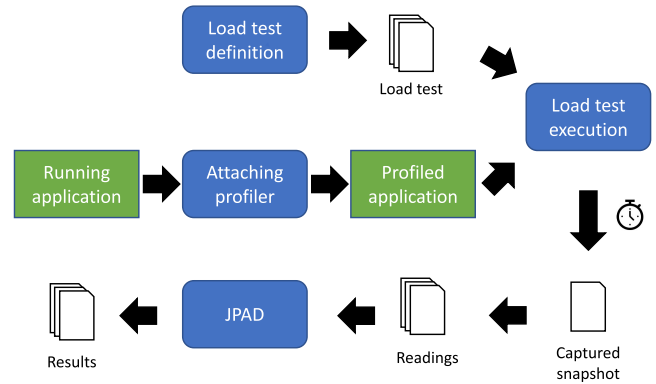 Load test
definition
Load test
Load test
execution
Running
application
Attaching
profiler
Profiled
application
JPAD
Results
Readings
Captured
snapshot